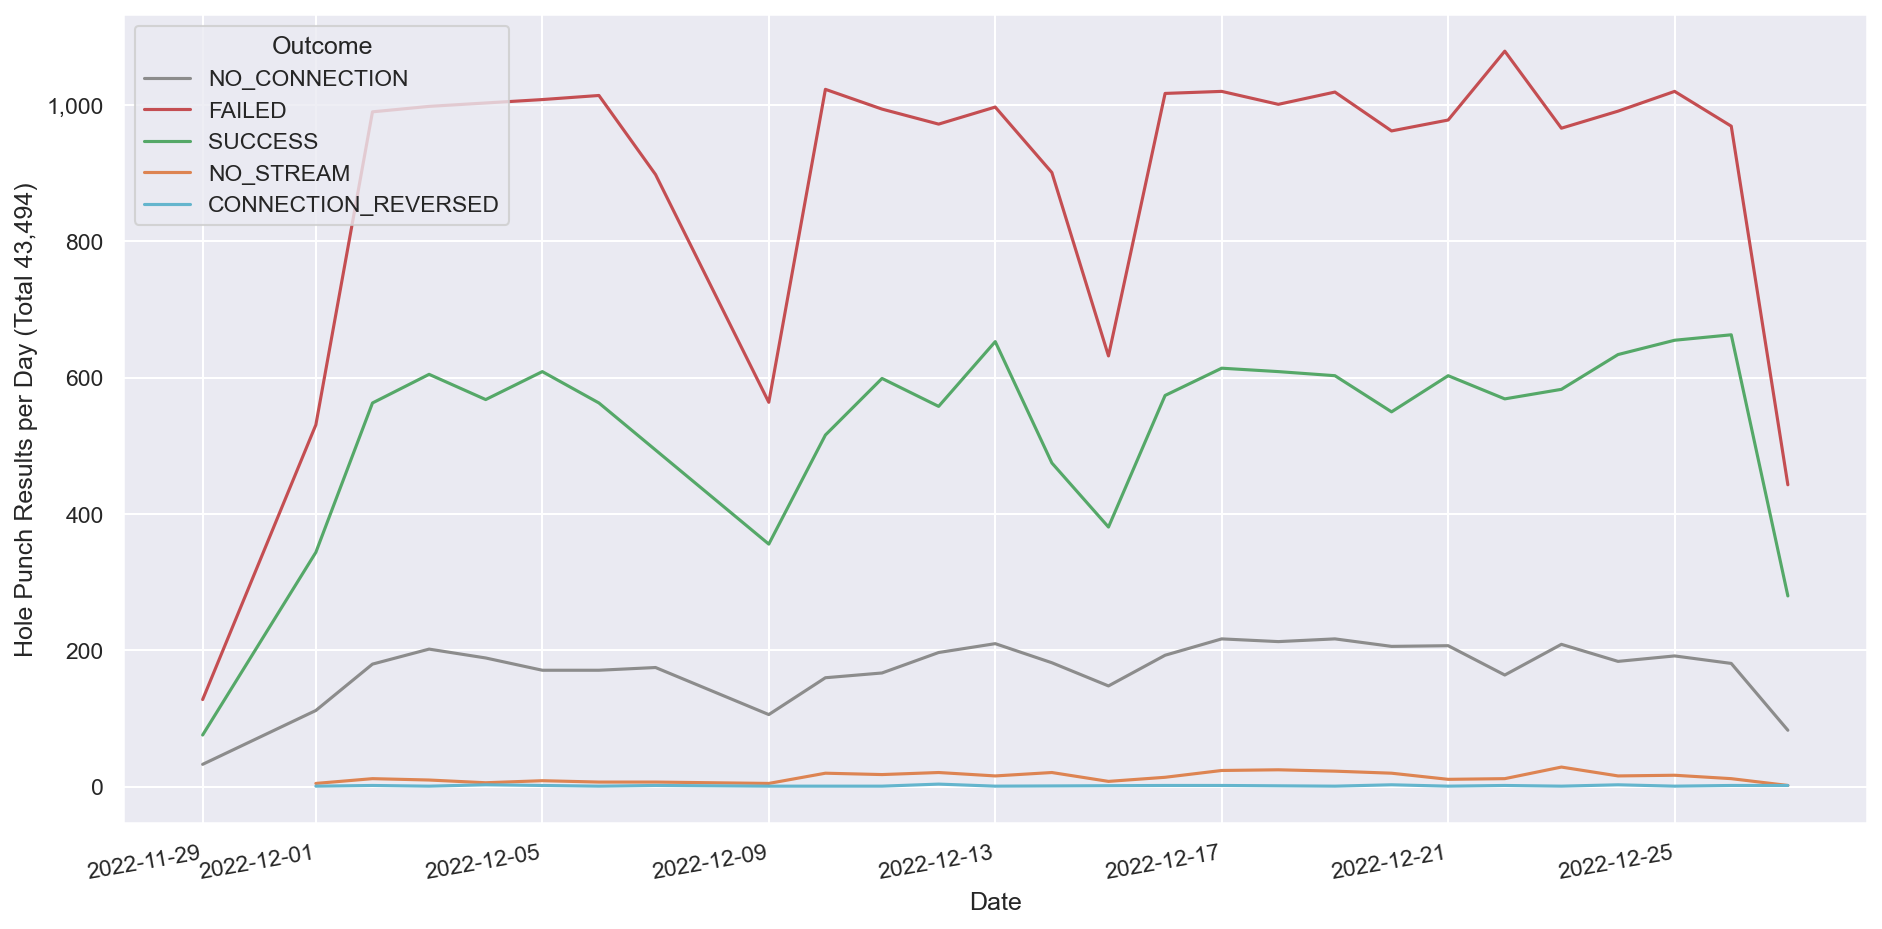 Outcome
NO_CONNECTION
FAILED
SUCCESS
NO_STREAM
CONNECTION_REVERSED
Hole Punch Results per Day (Total 43,494)
1,000
800
600
400
200
0
2022-11-29
2022-12-01
2022-12-05
2022-12-09
2022-12-13
2022-12-17
2022-12-21
2022-12-25
Date